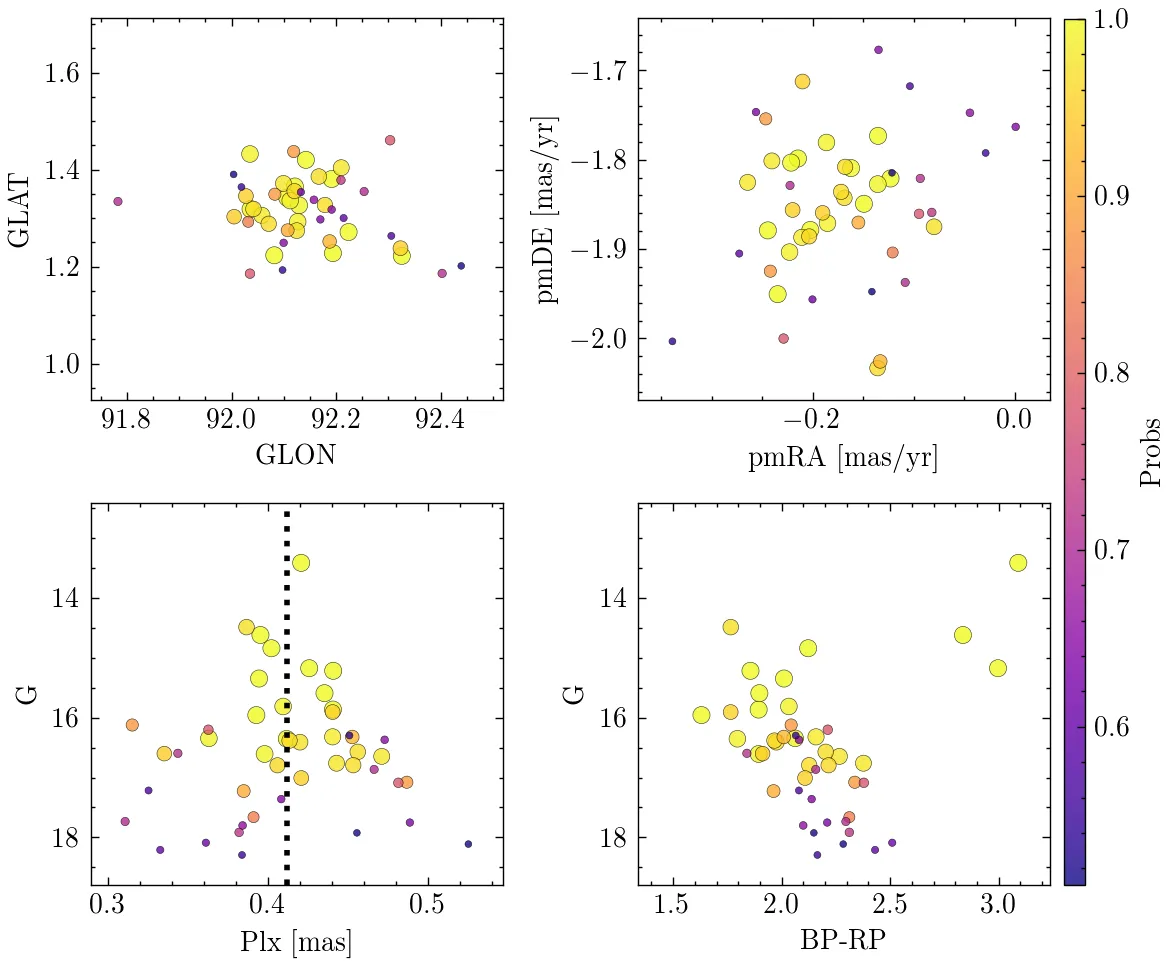 1.6
1.4
1.2
1.0
GLAT
91.8 92.0 92.2 92.4
GLON
−1.7
−1.8
−1.9
−2.0
pmDE [mas/yr]
−0.2 0.0
pmRA [mas/yr]
14
16
18
G
0.3 0.4 0.5
Plx [mas]
14
16
18
G
1.5 2.0 2.5 3.0
BP-RP
1.0
0.9
0.8
0.7
0.6
Probs